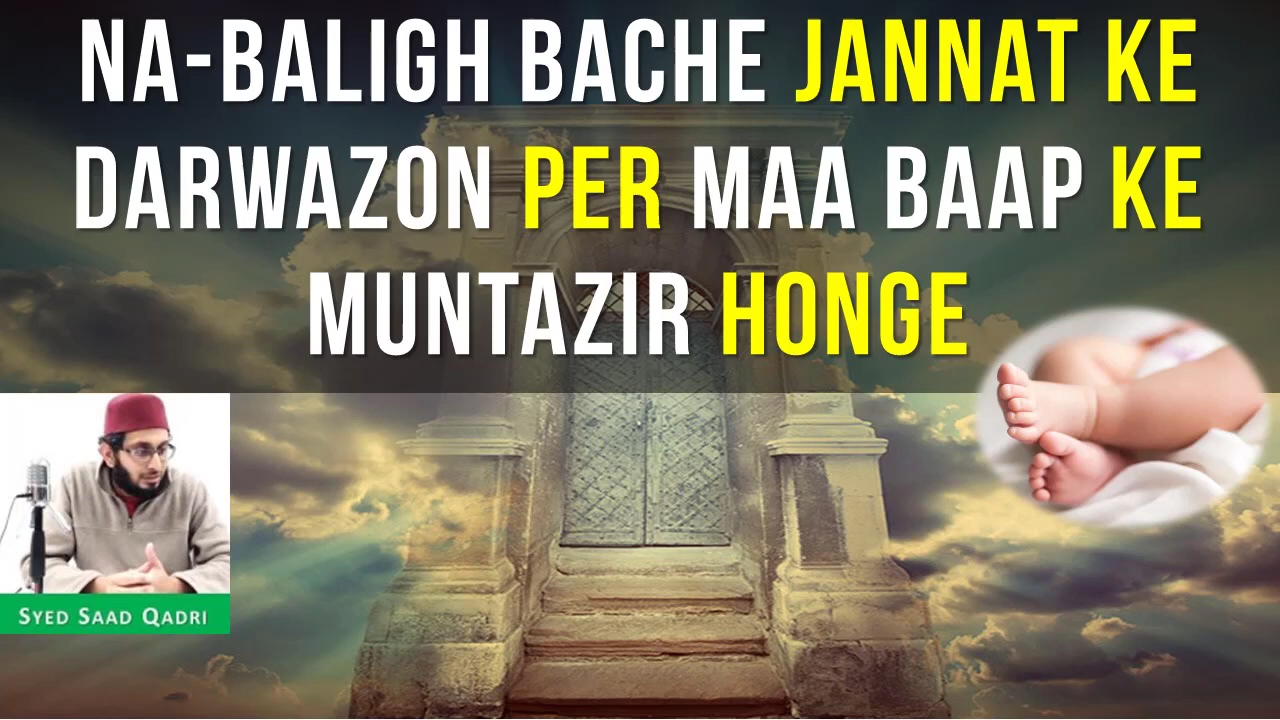 NA-BALIGH BACHE JANNAT KE
DARWAZON PER MAA BAAP KE
MUNTAZIR HONGE
SYED SAAD QADRI